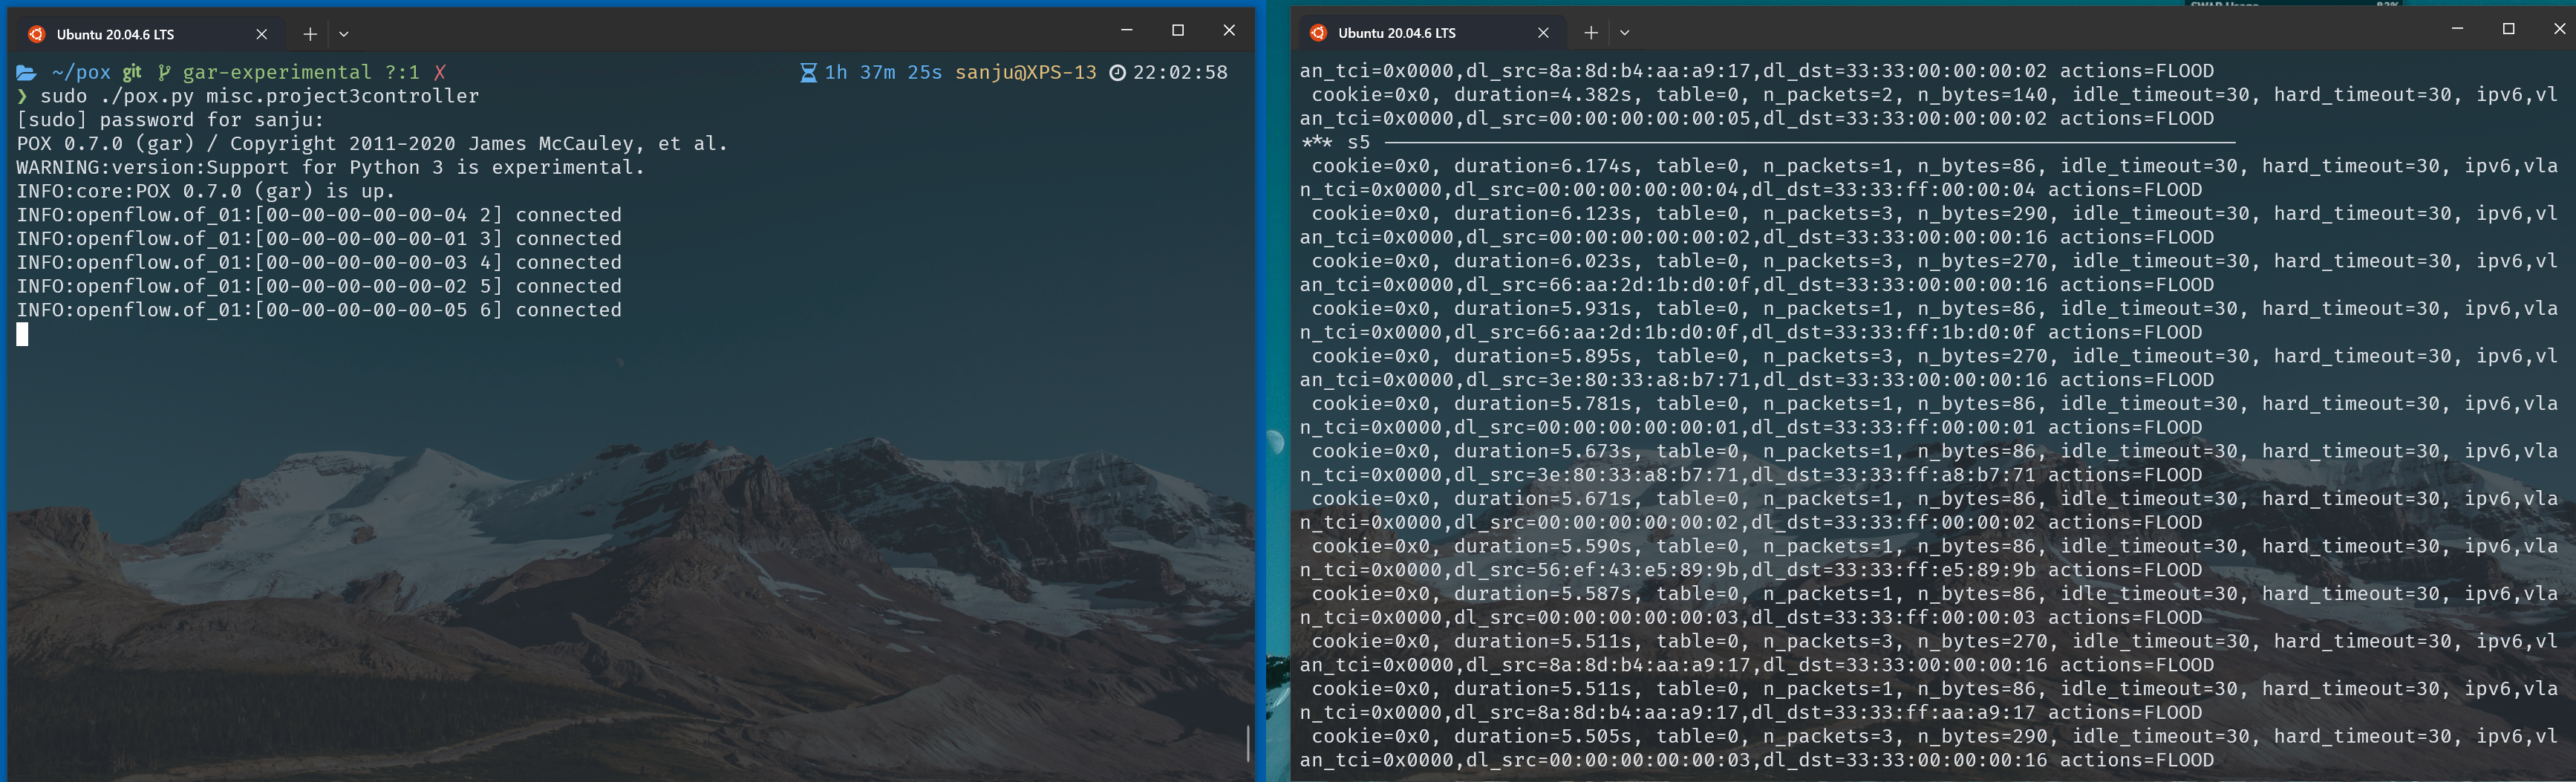 Ubuntu 20.04.6 LTS
~/pox git gar-experimental ?:1 ✗ 1h 37m 25s sanju@XPS-13 22:02:58
❯ sudo ./pox.py misc.project3controller
[sudo] password for sanju:
POX 0.7.0 (gar) / Copyright 2011-2020 James McCauley, et al.
WARNING:version:Support for Python 3 is experimental.
INFO:core:POX 0.7.0 (gar) is up.
INFO:openflow.of_01:[00-00-00-00-00-04 2] connected
INFO:openflow.of_01:[00-00-00-00-00-01 3] connected
INFO:openflow.of_01:[00-00-00-00-00-03 4] connected
INFO:openflow.of_01:[00-00-00-00-00-02 5] connected
INFO:openflow.of_01:[00-00-00-00-00-05 6] connected
Ubuntu 20.04.6 LTS
an_tci=0x0000,dl_src=8a:8d:b4:aa:a9:17,dl_dst=33:33:00:00:00:02 actions=FLOOD
cookie=0x0, duration=4.382s, table=0, n_packets=2, n_bytes=140, idle_timeout=30, hard_timeout=30, ipv6,vl
an_tci=0x0000,dl_src=00:00:00:00:00:05,dl_dst=33:33:00:00:00:02 actions=FLOOD
*** s5 ------------------------------------------------------------------------
cookie=0x0, duration=6.174s, table=0, n_packets=1, n_bytes=86, idle_timeout=30, hard_timeout=30, ipv6,vla
n_tci=0x0000,dl_src=00:00:00:00:00:04,dl_dst=33:33:ff:00:00:04 actions=FLOOD
cookie=0x0, duration=6.123s, table=0, n_packets=3, n_bytes=290, idle_timeout=30, hard_timeout=30, ipv6,vl
an_tci=0x0000,dl_src=00:00:00:00:00:02,dl_dst=33:33:00:00:00:16 actions=FLOOD
cookie=0x0, duration=6.023s, table=0, n_packets=3, n_bytes=270, idle_timeout=30, hard_timeout=30, ipv6,vl
an_tci=0x0000,dl_src=66:aa:2d:1b:d0:0f,dl_dst=33:33:00:00:00:16 actions=FLOOD
cookie=0x0, duration=5.931s, table=0, n_packets=1, n_bytes=86, idle_timeout=30, hard_timeout=30, ipv6,vla
n_tci=0x0000,dl_src=66:aa:2d:1b:d0:0f,dl_dst=33:33:ff:1b:d0:0f actions=FLOOD
cookie=0x0, duration=5.895s, table=0, n_packets=3, n_bytes=270, idle_timeout=30, hard_timeout=30, ipv6,vl
an_tci=0x0000,dl_src=3e:80:33:a8:b7:71,dl_dst=33:33:00:00:00:16 actions=FLOOD
cookie=0x0, duration=5.781s, table=0, n_packets=1, n_bytes=86, idle_timeout=30, hard_timeout=30, ipv6,vla
n_tci=0x0000,dl_src=00:00:00:00:00:01,dl_dst=33:33:ff:00:00:01 actions=FLOOD
cookie=0x0, duration=5.673s, table=0, n_packets=1, n_bytes=86, idle_timeout=30, hard_timeout=30, ipv6,vla
n_tci=0x0000,dl_src=3e:80:33:a8:b7:71,dl_dst=33:33:ff:a8:b7:71 actions=FLOOD
cookie=0x0, duration=5.671s, table=0, n_packets=1, n_bytes=86, idle_timeout=30, hard_timeout=30, ipv6,vla
n_tci=0x0000,dl_src=00:00:00:00:00:02,dl_dst=33:33:ff:00:00:02 actions=FLOOD
cookie=0x0, duration=5.590s, table=0, n_packets=1, n_bytes=86, idle_timeout=30, hard_timeout=30, ipv6,vla
n_tci=0x0000,dl_src=56:ef:43:e5:89:9b,dl_dst=33:33:ff:e5:89:9b actions=FLOOD
cookie=0x0, duration=5.587s, table=0, n_packets=1, n_bytes=86, idle_timeout=30, hard_timeout=30, ipv6,vla
n_tci=0x0000,dl_src=00:00:00:00:00:03,dl_dst=33:33:ff:00:00:03 actions=FLOOD
cookie=0x0, duration=5.511s, table=0, n_packets=3, n_bytes=270, idle_timeout=30, hard_timeout=30, ipv6,vl
an_tci=0x0000,dl_src=8a:8d:b4:aa:a9:17,dl_dst=33:33:00:00:00:16 actions=FLOOD
cookie=0x0, duration=5.511s, table=0, n_packets=1, n_bytes=86, idle_timeout=30, hard_timeout=30, ipv6,vla
n_tci=0x0000,dl_src=8a:8d:b4:aa:a9:17,dl_dst=33:33:ff:aa:a9:17 actions=FLOOD
cookie=0x0, duration=5.505s, table=0, n_packets=3, n_bytes=290, idle_timeout=30, hard_timeout=30, ipv6,vl
an_tci=0x0000,dl_src=00:00:00:00:00:03,dl_dst=33:33:00:00:00:16 actions=FLOOD